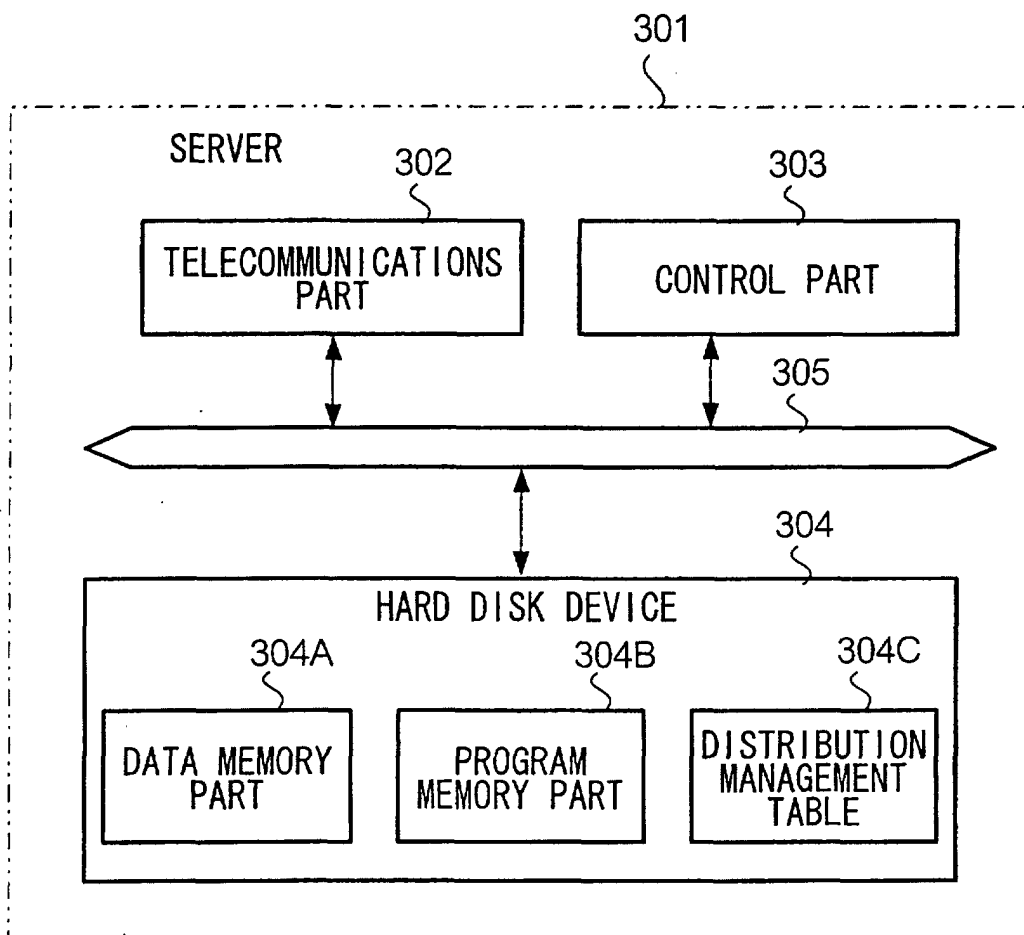 301
SERVER
302
303
TELECOMMUNICATIONS
PART
CONTROL PART
305
304
HARD DISK DEVICE
304A
304B
304C
DATA MEMORY
PART
PROGRAM
MEMORY PART
DISTRIBUTION
MANAGEMENT
TABLE